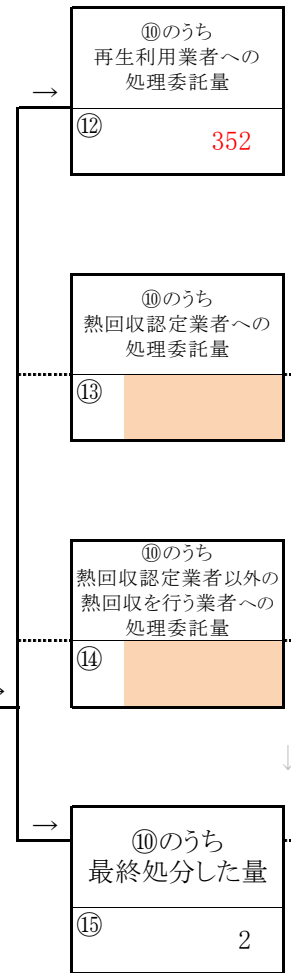 ⑩のうち
再生利用業者への
処理委託量
→
⑫
352
⑩のうち
熱回収認定業者への
処理委託量
⑬
⑩のうち
熱回収認定業者以外の
熱回収を行う業者への
処理委託量
⑭
→
↓
→
⑩のうち
最終処分した量
⑮
2